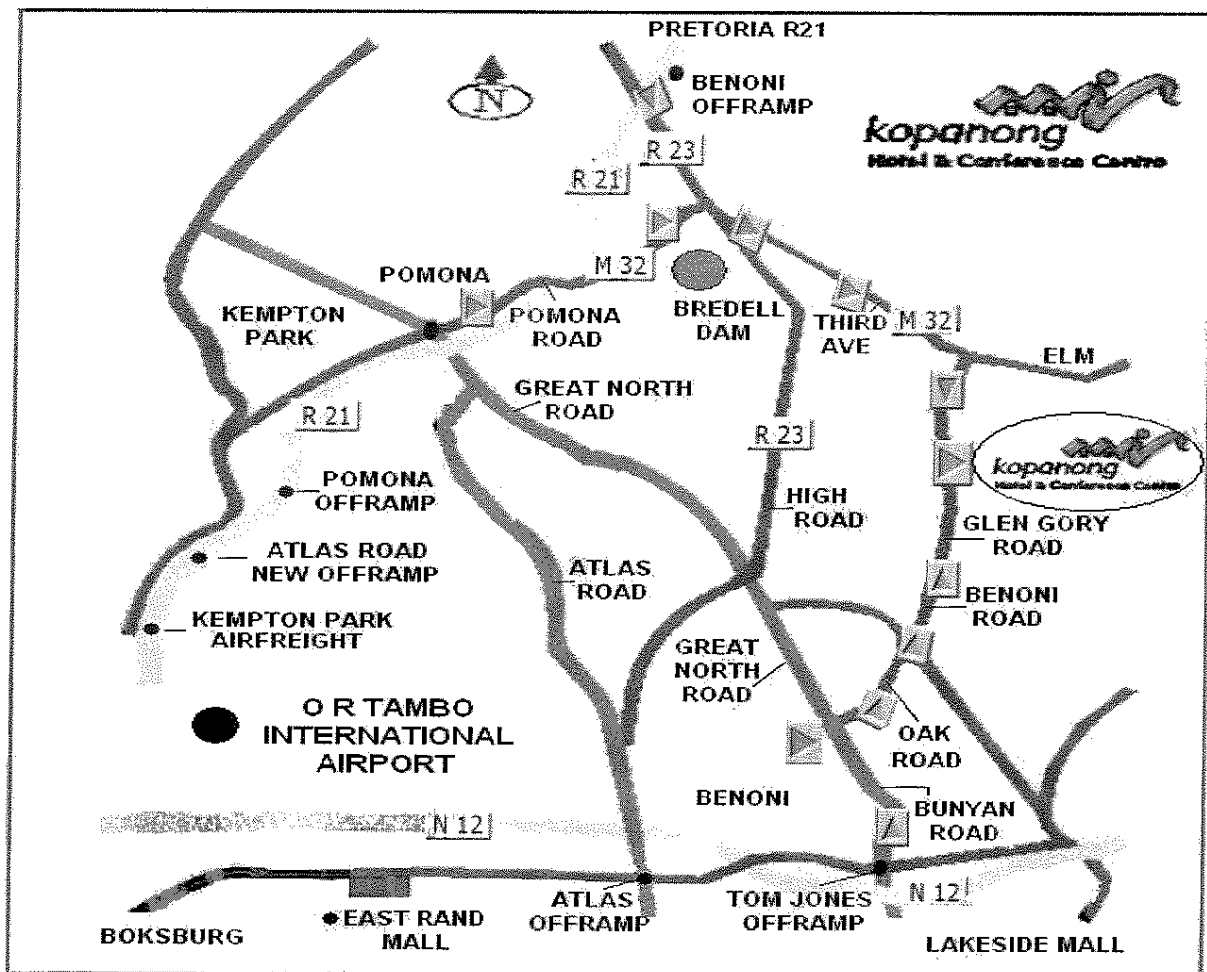 PRETORIA R21
BENONI
OFFRAMP
N
kopanong
Hotel & Conference Centre
R 23
R 21
M 32
POMONA
KEMPTON
PARK
POMONA
ROAD
BREDELL
DAM
THIRD
AVE
M 32
ELM
GREAT NORTH
ROAD
R 21
R 23
kopanong
Hotel & Conference Centre
POMONA
OFFRAMP
HIGH
ROAD
GLEN GORY
ROAD
ATLAS ROAD
NEW OFFRAMP
ATLAS
ROAD
BENONI
ROAD
KEMPTON PARK
AIRFREIGHT
GREAT
NORTH
ROAD
O R TAMBO
INTERNATIONAL
AIRPORT
OAK
ROAD
BENONI
BUNYAN
ROAD
N 12
ATLAS
OFFRAMP
TOM JONES
OFFRAMP
N 12
EAST RAND
MALL
BOKSBURG
LAKESIDE MALL